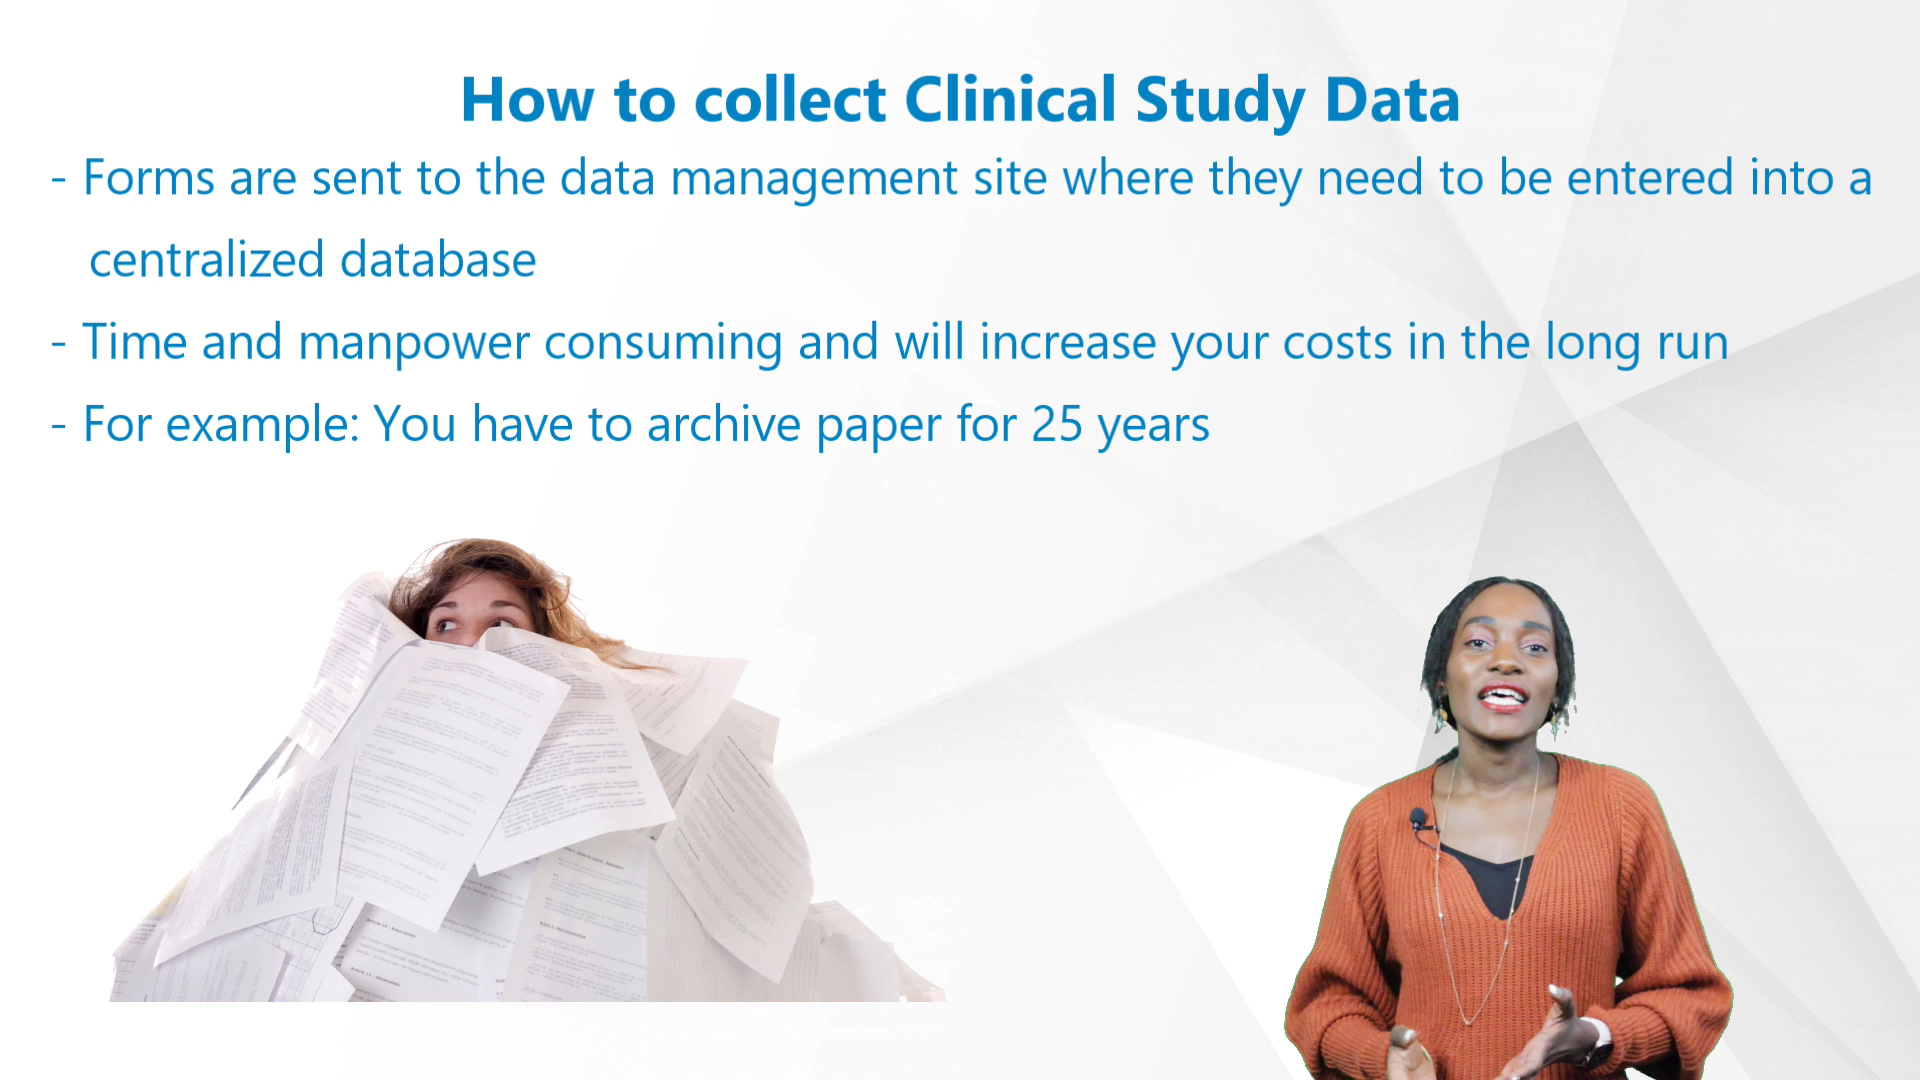 How to collect Clinical Study Data
- Forms are sent to the data management site where they need to be entered into a
centralized database
- Time and manpower consuming and will increase your costs in the long run
- For example: You have to archive paper for 25 years